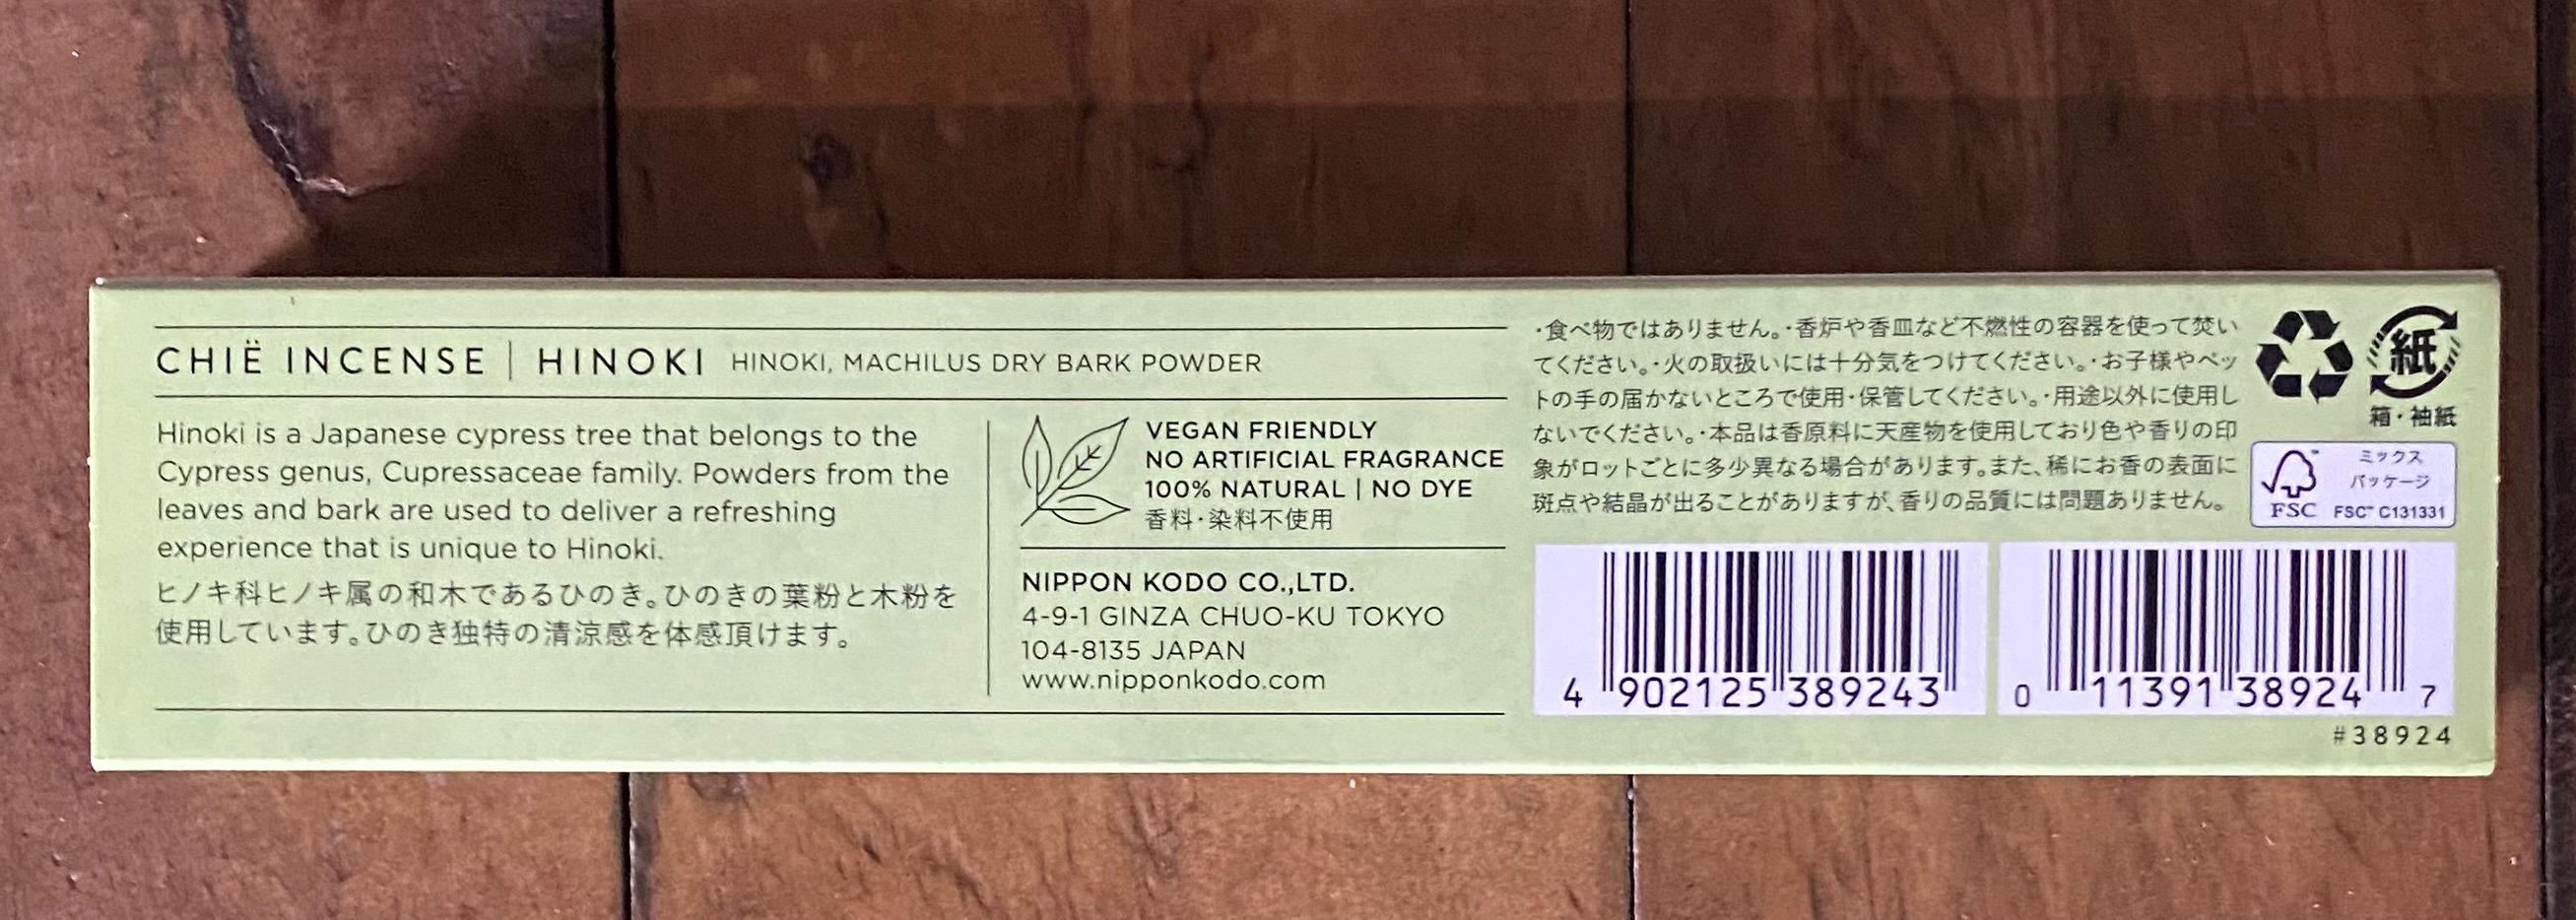 CHIË INCENSE | HINOKI HINOKI, MACHILUS DRY BARK POWDER
Hinoki is a Japanese cypress tree that belongs to the
Cypress genus, Cupressaceae family. Powders from the
leaves and bark are used to deliver a refreshing
experience that is unique to Hinoki.
ヒノキ科ヒノキ属の和木であるひのき。ひのきの葉粉と木粉を
使用しています。ひのき独特の清涼感を体感頂けます。
VEGAN FRIENDLY
NO ARTIFICIAL FRAGRANCE
100% NATURAL | NO DYE
香料・染料不使用
NIPPON KODO CO.,LTD.
4-9-1 GINZA CHUO-KU TOKYO
104-8135 JAPAN
www.nipponkodo.com
・食べ物ではありません。・香炉や香皿など不燃性の容器を使って焚い
てください。・火の取扱いには十分気をつけてください。・お子様やペッ
トの手の届かないところで使用・保管してください。・用途以外に使用し
ないでください。・本品は香原料に天産物を使用しており色や香りの印
象がロットごとに多少異なる場合があります。また、稀にお香の表面に
斑点や結晶が出ることがありますが、香りの品質には問題ありません。
紙
箱・袖紙
ミックス
パッケージ
FSC FSC™ C131331
4 902125 389243
0 11391 38924 7
#38924